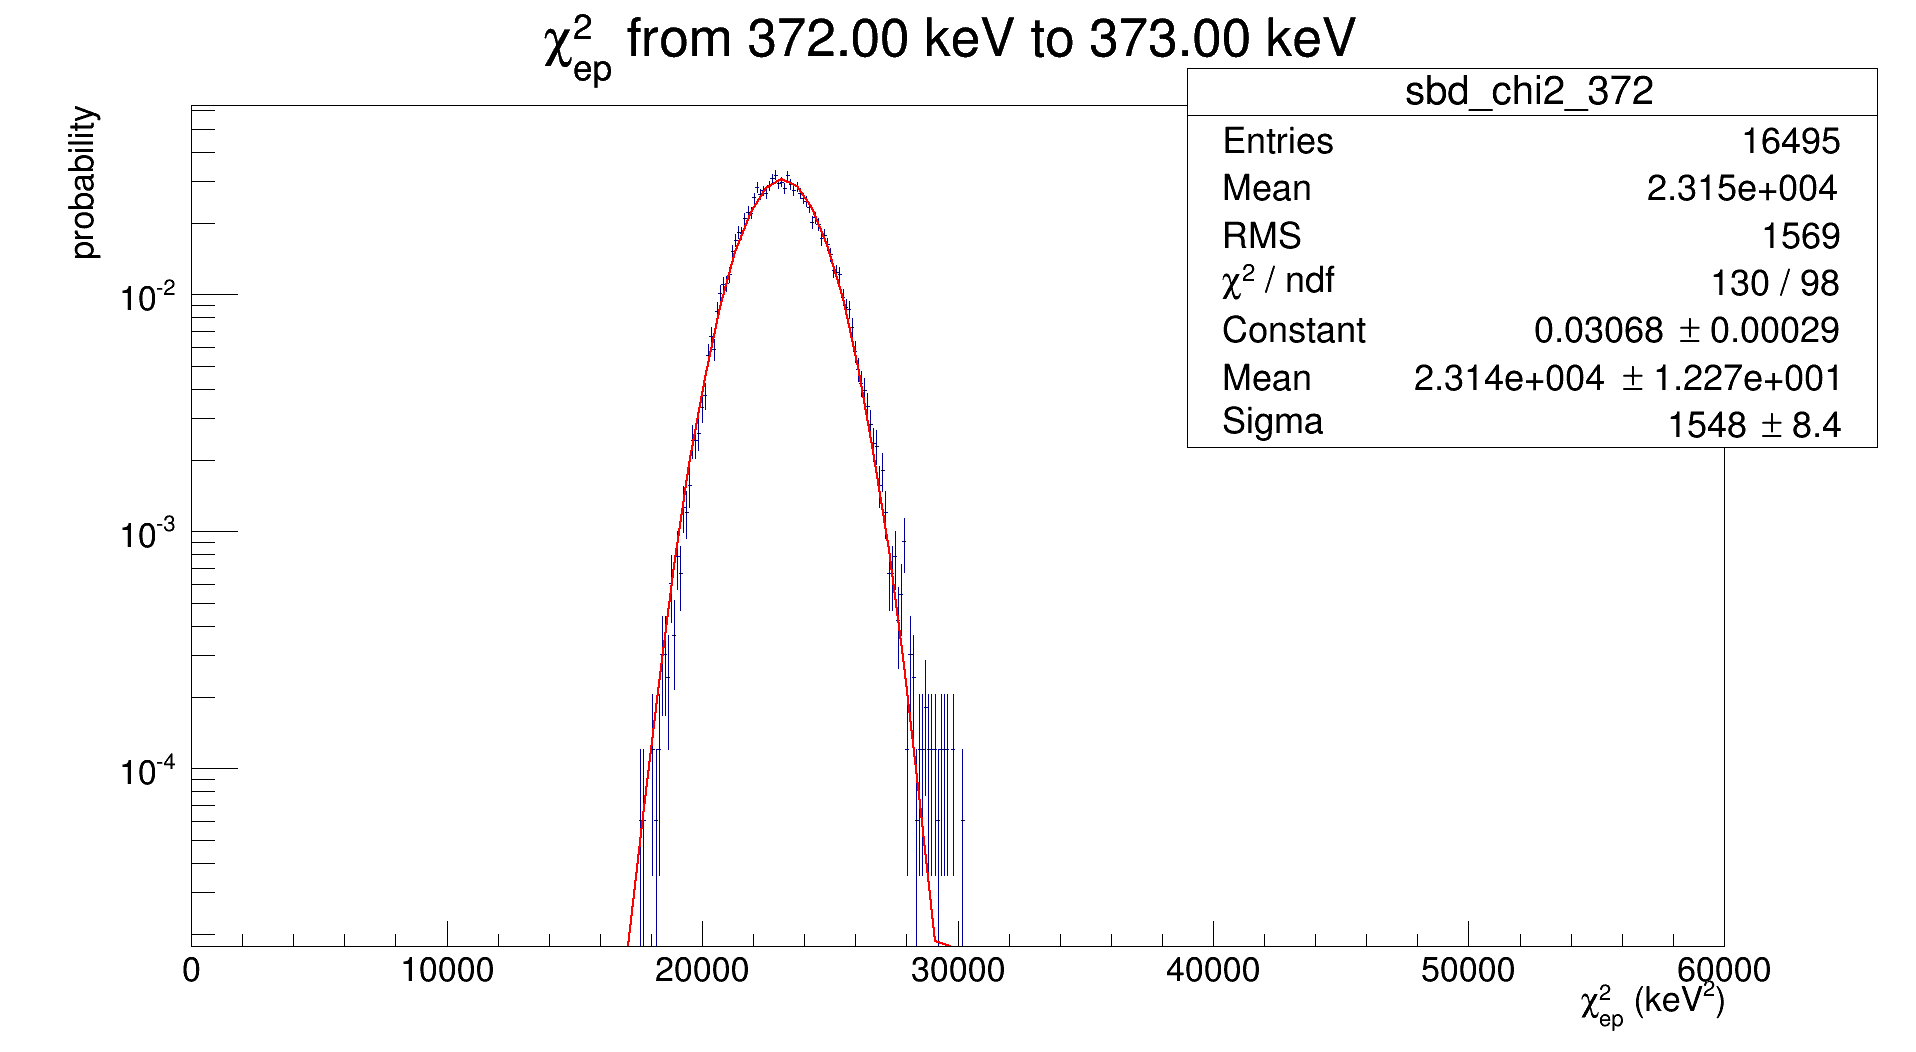 χ²ep from 372.00 keV to 373.00 keV
sbd_chi2_372
Entries 16495
Mean 2.315e+004
RMS 1569
χ² / ndf 130 / 98
Constant 0.03068 ± 0.00029
Mean 2.314e+004 ± 1.227e+001
Sigma 1548 ± 8.4
probability
10⁻²
10⁻³
10⁻⁴
0 10000 20000 30000 40000 50000 60000
χ²ep (keV²)